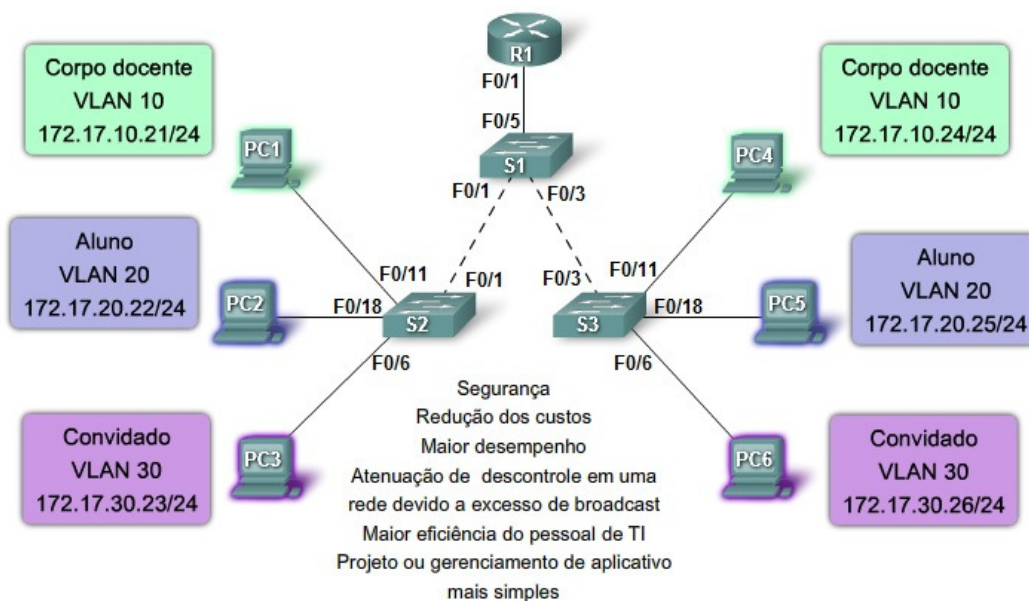 R1
F0/1
F0/5
S1
F0/1
F0/3
Corpo docente
VLAN 10
172.17.10.21/24
PC1
Corpo docente
VLAN 10
172.17.10.24/24
PC4
Aluno
VLAN 20
172.17.20.22/24
PC2
F0/11
F0/18
F0/6
F0/1
S2
F0/3
F0/11
F0/18
F0/6
S3
PC5
Aluno
VLAN 20
172.17.20.25/24
Convidado
VLAN 30
172.17.30.23/24
PC3
Segurança
Redução dos custos
Maior desempenho
Atenuação de descontrole em uma
rede devido a excesso de broadcast
Maior eficiência do pessoal de TI
Projeto ou gerenciamento de aplicativo
mais simples
PC6
Convidado
VLAN 30
172.17.30.26/24